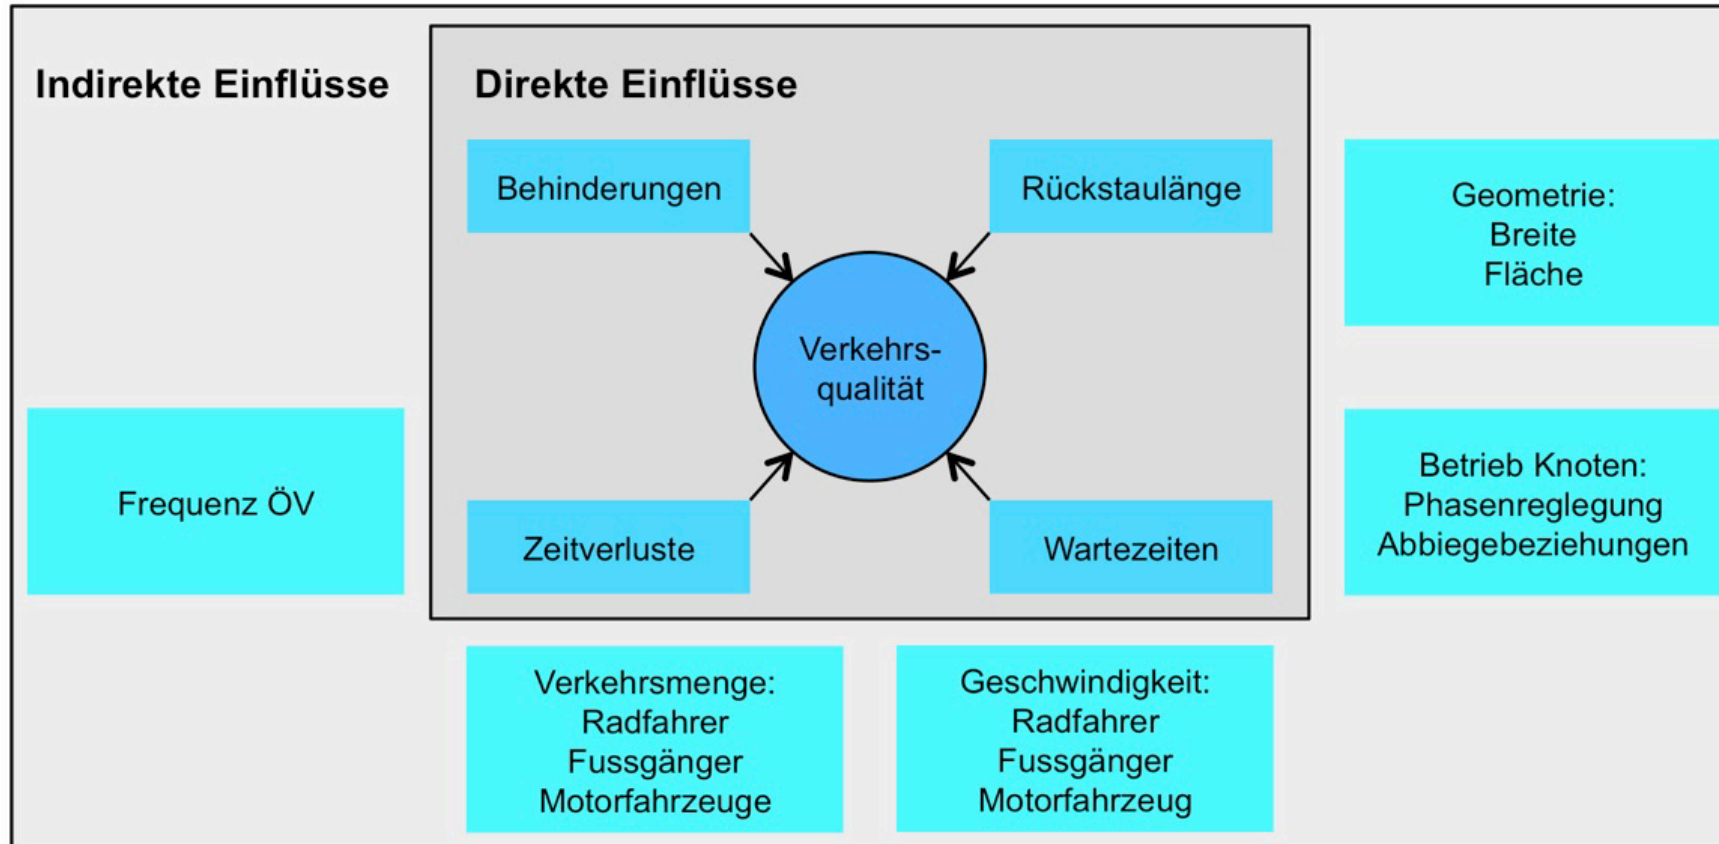 Indirekte Einflüsse
Direkte Einflüsse
Behinderungen
Rückstaulänge
Geometrie:
Breite
Fläche
Verkehrs-
qualität
Frequenz ÖV
Betrieb Knoten:
Phasenreglegung
Abbiegebeziehungen
Zeitverluste
Wartezeiten
Verkehrsmenge:
Radfahrer
Fussgänger
Motorfahrzeuge
Geschwindigkeit:
Radfahrer
Fussgänger
Motorfahrzeug